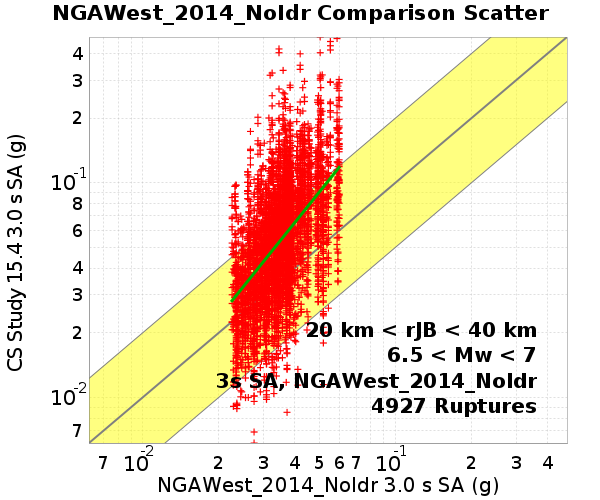 NGAWest_2014_NoIdr Comparison Scatter
CS Study 15.4 3.0 s SA (g)
4
3
2
10^-1
8
6
4
3
2
10^-2
7
20 km < rJB < 40 km
6.5 < Mw < 7
3s SA, NGAWest_2014_NoIdr
4927 Ruptures
7 10^-2 2 3 4 5 6 7 10^-1 2 3 4
NGAWest_2014_NoIdr 3.0 s SA (g)